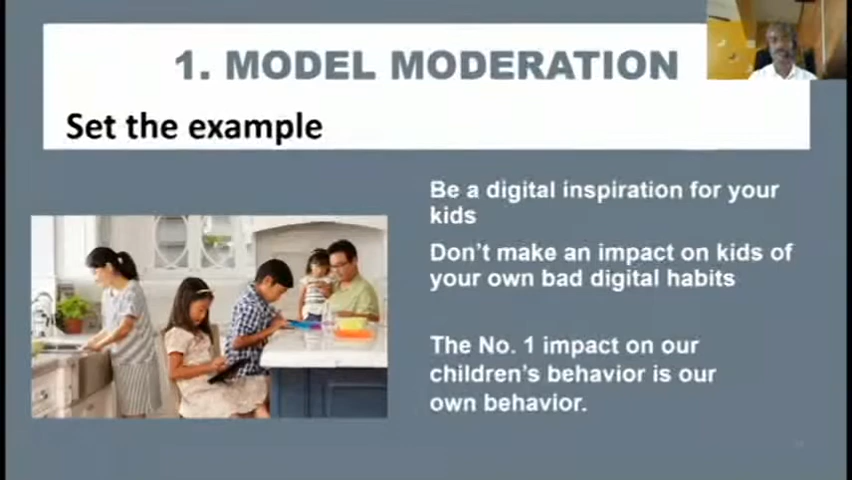 1. MODEL MODERATION
Set the example
Be a digital inspiration for your
kids
Don't make an impact on kids of
your own bad digital habits
The No. 1 impact on our
children's behavior is our
own behavior.